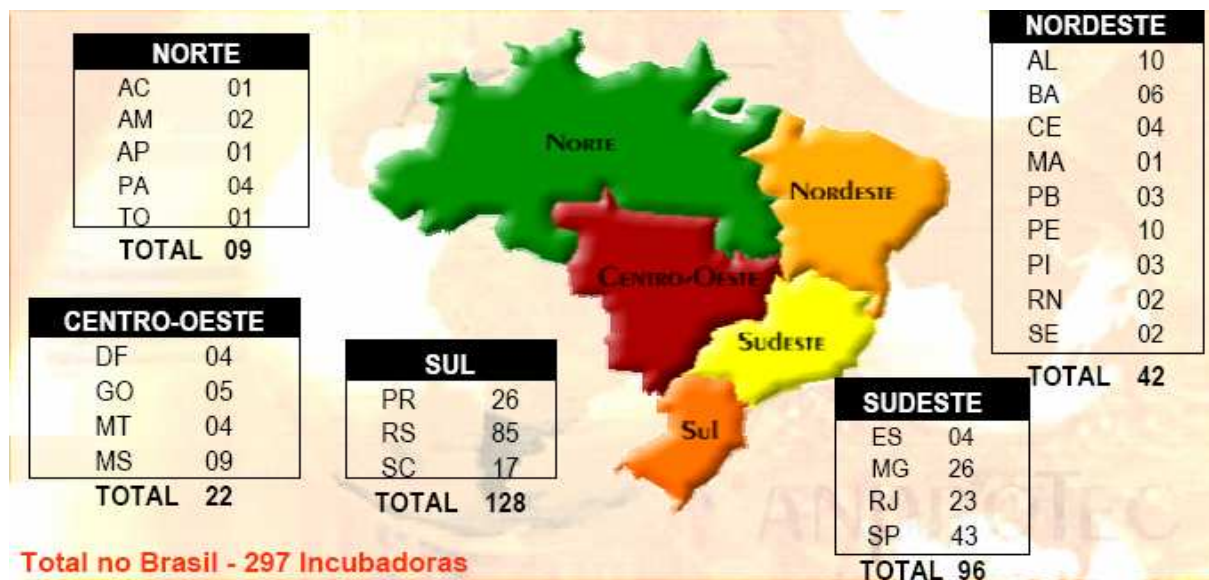 NORTE
AC 01
AM 02
AP 01
PA 04
TO 01
TOTAL 09
NORDESTE
AL 10
BA 06
CE 04
MA 01
PB 03
PE 10
PI 03
RN 02
SE 02
TOTAL 42
Norte
Nordeste
Centro-Oeste
Sudeste
Sul
CENTRO-OESTE
DF 04
GO 05
MT 04
MS 09
TOTAL 22
SUL
PR 26
RS 85
SC 17
TOTAL 128
SUDESTE
ES 04
MG 26
RJ 23
SP 43
TOTAL 96
Total no Brasil - 297 Incubadoras